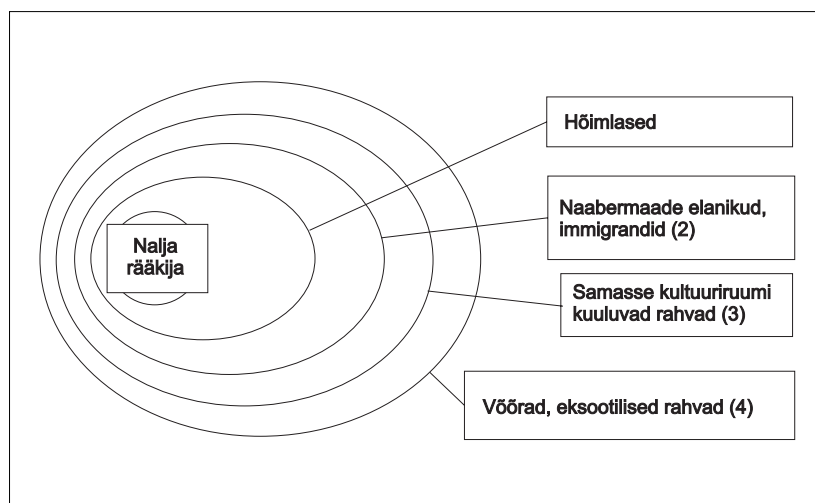 Nalja
rääkija
Hõimlased
Naabermaade elanikud,
immigrandid (2)
Samasse kultuuriruumi
kuuluvad rahvad (3)
Võõrad, eksootilised rahvad (4)